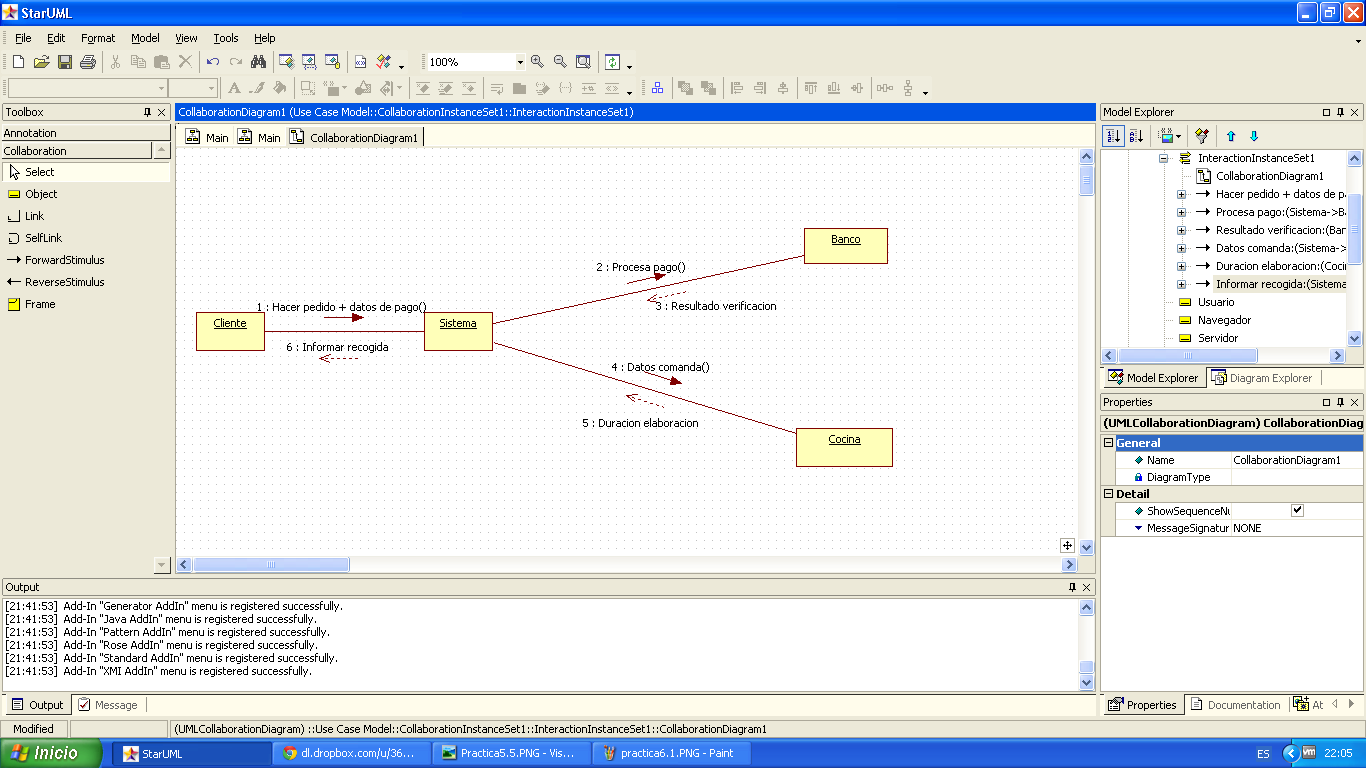 StarUML
File Edit Format Model View Tools Help
100%
Toolbox
Annotation
Collaboration
Select
Object
Link
SelfLink
ForwardStimulus
ReverseStimulus
Frame
CollaborationDiagram1 (Use Case Model::CollaborationInstanceSet1::InteractionInstanceSet1)
Main Main CollaborationDiagram1
Banco
2 : Procesa pago()
3 : Resultado verificacion
1 : Hacer pedido + datos de pago()
Cliente
Sistema
6 : Informar recogida
4 : Datos comanda()
5 : Duracion elaboracion
Cocina
Model Explorer
InteractionInstanceSet1
CollaborationDiagram1
Hacer pedido + datos de pa
Procesa pago:(Sistema->Ba
Resultado verificacion:(Ban
Datos comanda:(Sistema->
Duracion elaboracion:(Coci
Informar recogida:(Sistema
Usuario
Navegador
Servidor
Model Explorer Diagram Explorer
Properties
(UMLCollaborationDiagram) CollaborationDiag
General
Name CollaborationDiagram1
DiagramType
Detail
ShowSequenceNu
MessageSignatur NONE
Properties Documentation At
Output
[21:41:53] Add-In "Generator AddIn" menu is registered successfully.
[21:41:53] Add-In "Java AddIn" menu is registered successfully.
[21:41:53] Add-In "Pattern AddIn" menu is registered successfully.
[21:41:53] Add-In "Rose AddIn" menu is registered successfully.
[21:41:53] Add-In "Standard AddIn" menu is registered successfully.
[21:41:53] Add-In "XMI AddIn" menu is registered successfully.
Output Message
Modified (UMLCollaborationDiagram) ::Use Case Model::CollaborationInstanceSet1::InteractionInstanceSet1::CollaborationDiagram1
Inicio StarUML dl.dropbox.com/u/36... Practica5.5.PNG - Vis... practica6.1.PNG - Paint ES 22:05